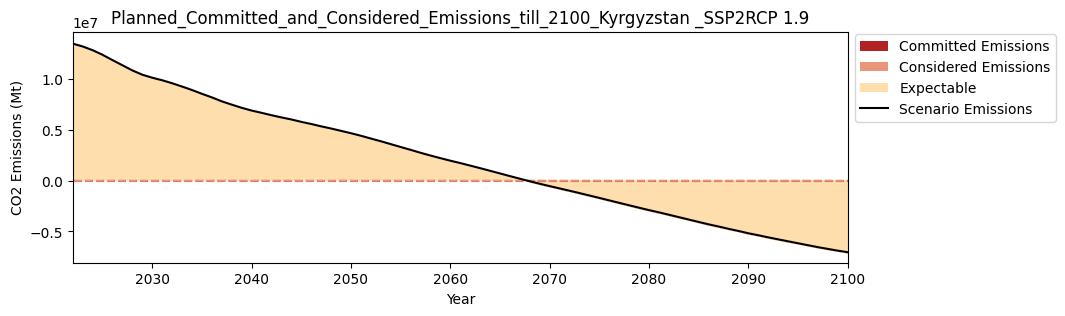 Planned_Committed_and_Considered_Emissions_till_2100_Kyrgyzstan _SSP2RCP 1.9
1e7
1.0
0.5
0.0
−0.5
CO2 Emissions (Mt)
2030 2040 2050 2060 2070 2080 2090 2100
Year
Committed Emissions
Considered Emissions
Expectable
Scenario Emissions